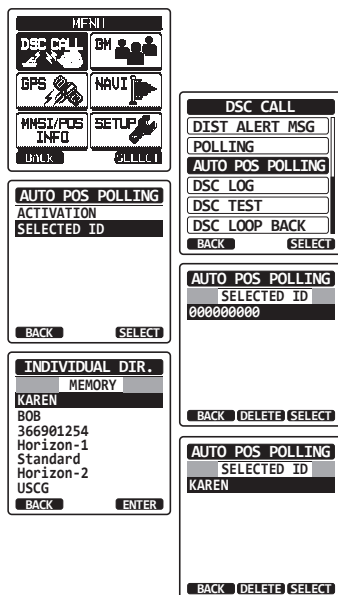 MENU
DSC CALL
GM
GPS
NAVI
MMSI/POS INFO
SETUP
BACK
SELECT
DSC CALL
DIST ALERT MSG
POLLING
AUTO POS POLLING
DSC LOG
DSC TEST
DSC LOOP BACK
BACK SELECT
AUTO POS POLLING
ACTIVATION
SELECTED ID
BACK SELECT
AUTO POS POLLING
SELECTED ID
000000000
BACK DELETE SELECT
INDIVIDUAL DIR.
MEMORY
KAREN
BOB
366901254
Horizon-1
Standard
Horizon-2
USCG
BACK ENTER
AUTO POS POLLING
SELECTED ID
KAREN
BACK DELETE SELECT